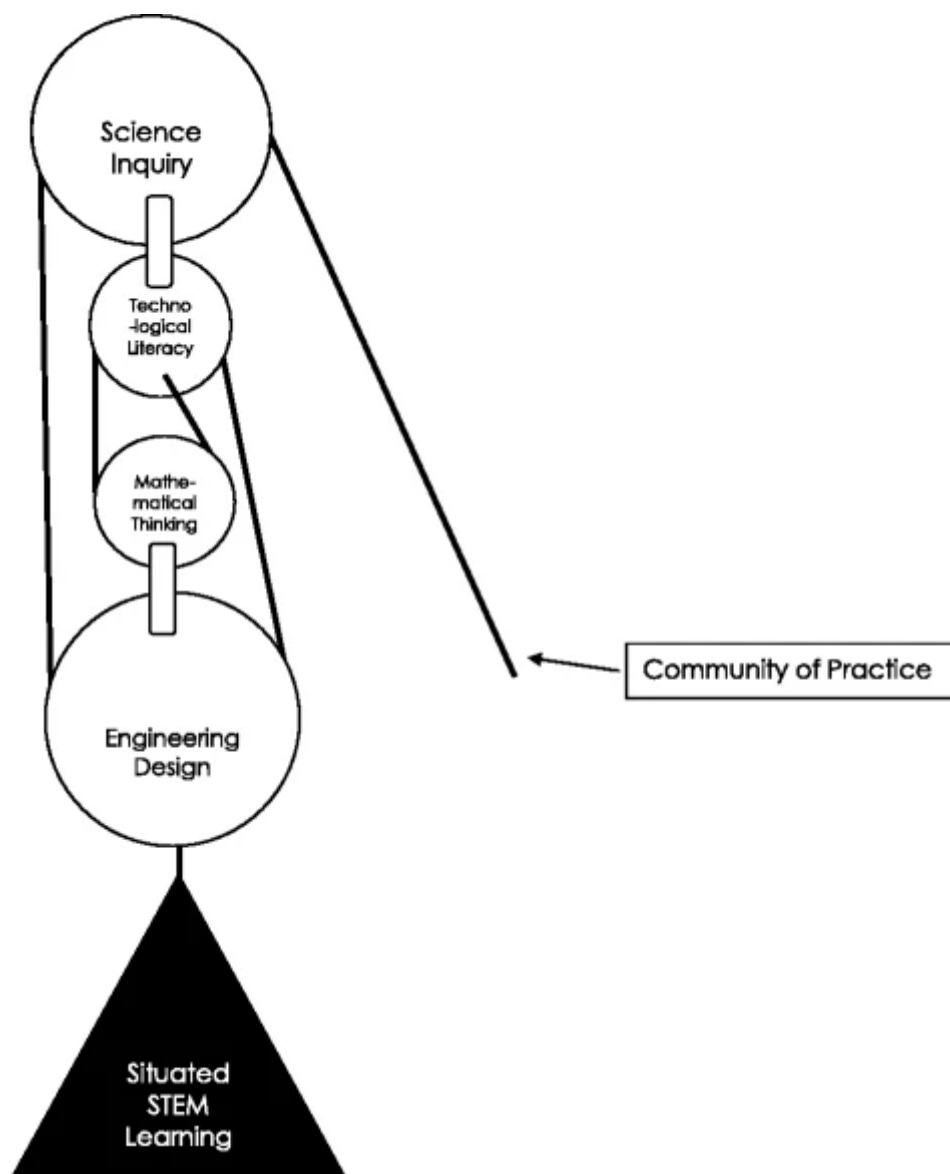 Science
Inquiry
Techno
-logical
Literacy
Mathe-
matical
Thinking
Community of Practice
Engineering
Design
Situated
STEM
Learning